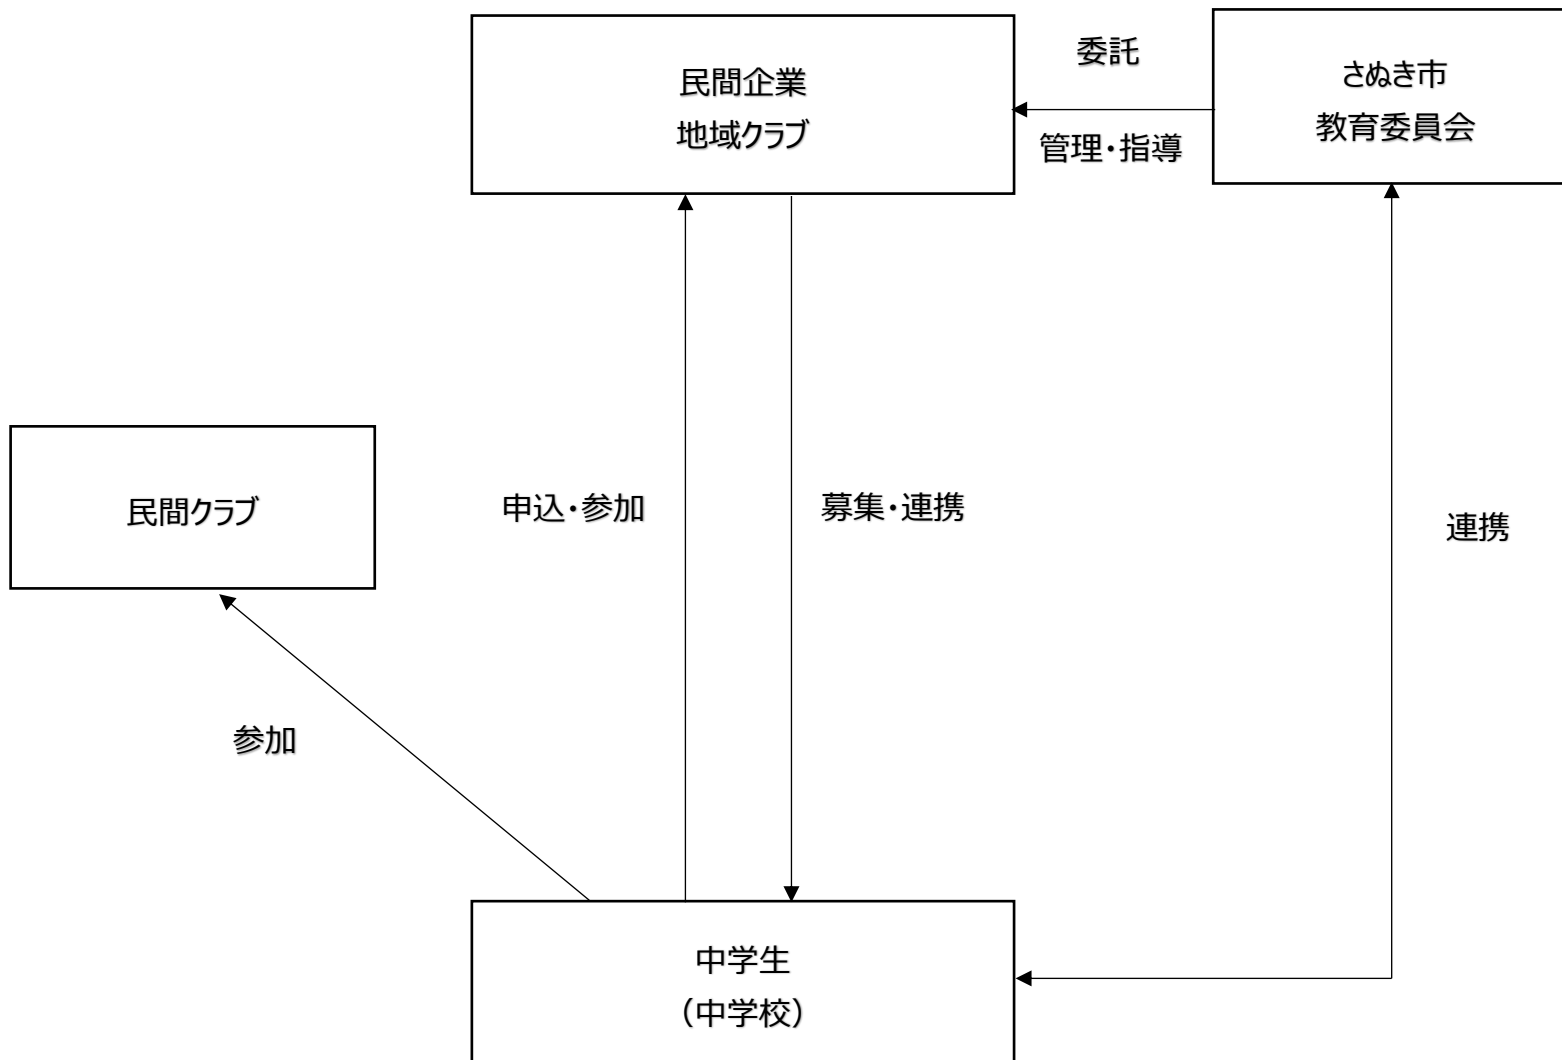 委託
民間企業
地域クラブ
さぬき市
教育委員会
管理・指導
民間クラブ
申込・参加
募集・連携
連携
参加
中学生
（中学校）